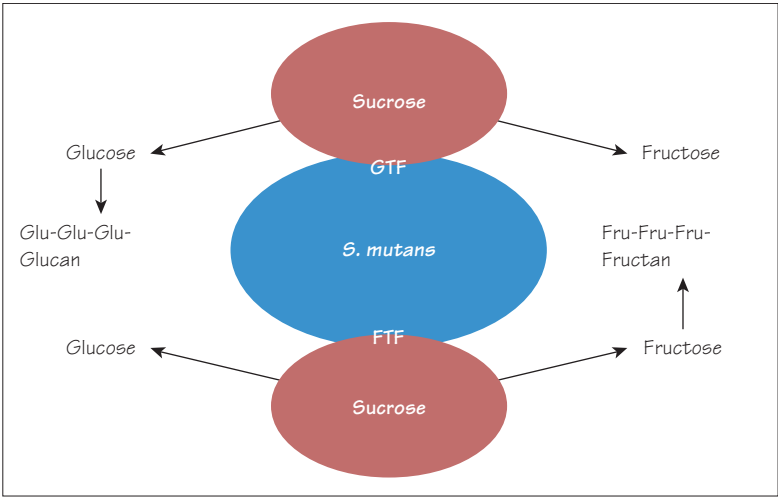 Sucrose
Glucose
Fructose
GTF
Glu-Glu-Glu-
Glucan
S. mutans
Fru-Fru-Fru-
Fructan
FTF
Glucose
Fructose
Sucrose